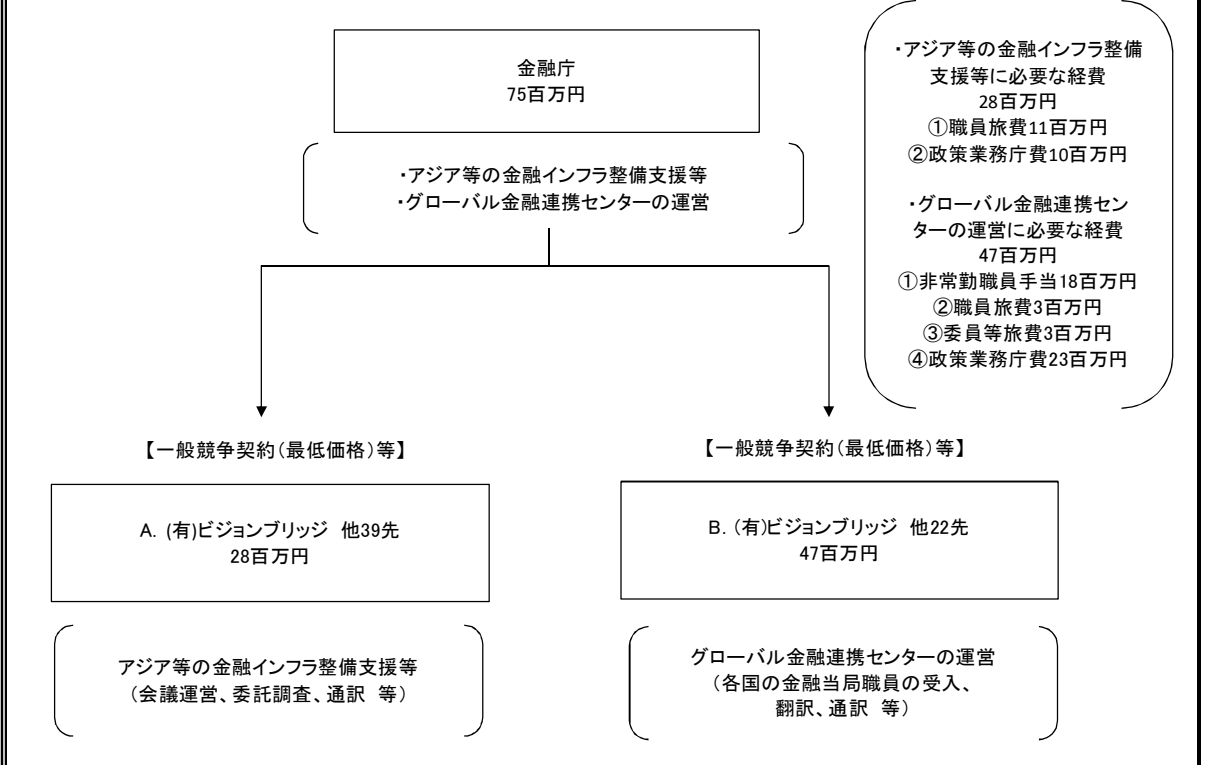 金融庁
75百万円
・アジア等の金融インフラ整備支援等
・グローバル金融連携センターの運営
・アジア等の金融インフラ整備
支援等に必要な経費
28百万円
①職員旅費11百万円
②政策業務庁費10百万円
・グローバル金融連携セン
ターの運営に必要な経費
47百万円
①非常勤職員手当18百万円
②職員旅費3百万円
③委員等旅費3百万円
④政策業務庁費23百万円
【一般競争契約(最低価格)等】
A. (有)ビジョンブリッジ 他39先
28百万円
アジア等の金融インフラ整備支援等
(会議運営、委託調査、通訳 等)
【一般競争契約(最低価格)等】
B. (有)ビジョンブリッジ 他22先
47百万円
グローバル金融連携センターの運営
(各国の金融当局職員の受入、
翻訳、通訳 等)